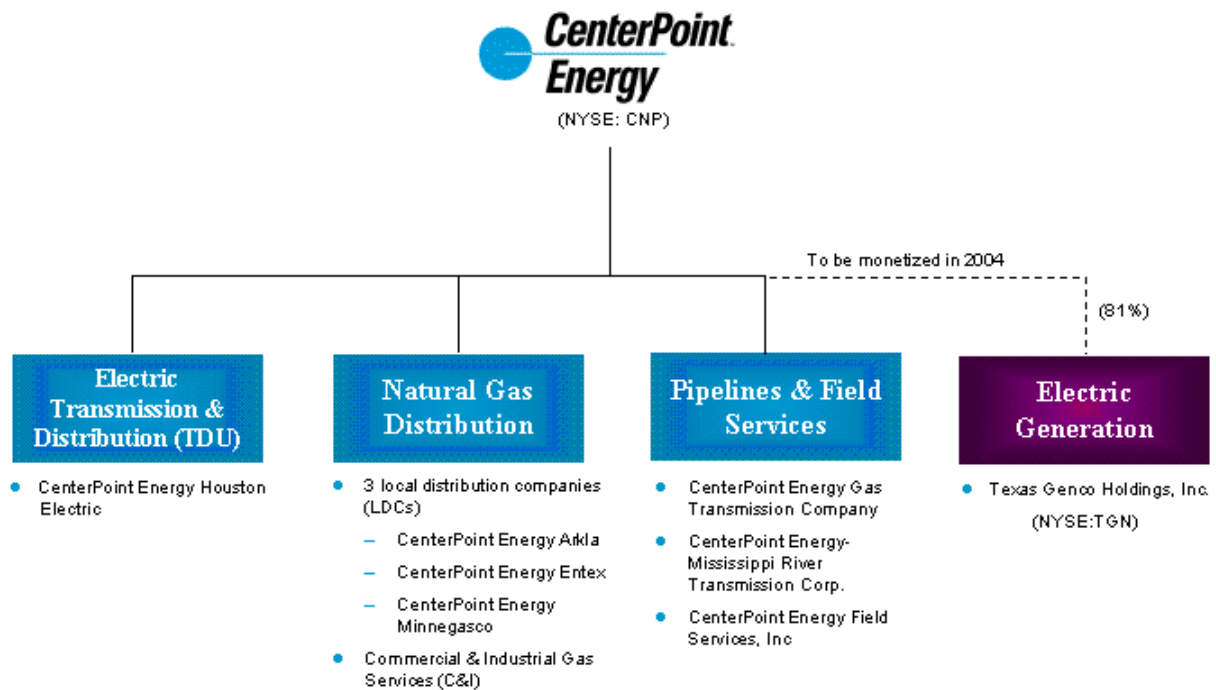 CenterPoint
Energy
(NYSE: CNP)
To be monetized in 2004
(81%)
Electric
Transmission &
Distribution (TDU)
CenterPoint Energy Houston
Electric
Natural Gas
Distribution
3 local distribution companies
(LDCs)
– CenterPoint Energy Arkla
– CenterPoint Energy Entex
– CenterPoint Energy
Minnegasco
Commercial & Industrial Gas
Services (C&I)
Pipelines & Field
Services
CenterPoint Energy Gas
Transmission Company
CenterPoint Energy-
Mississippi River
Transmission Corp.
CenterPoint Energy Field
Services, Inc
Electric
Generation
Texas Genco Holdings, Inc.
(NYSE:TGN)